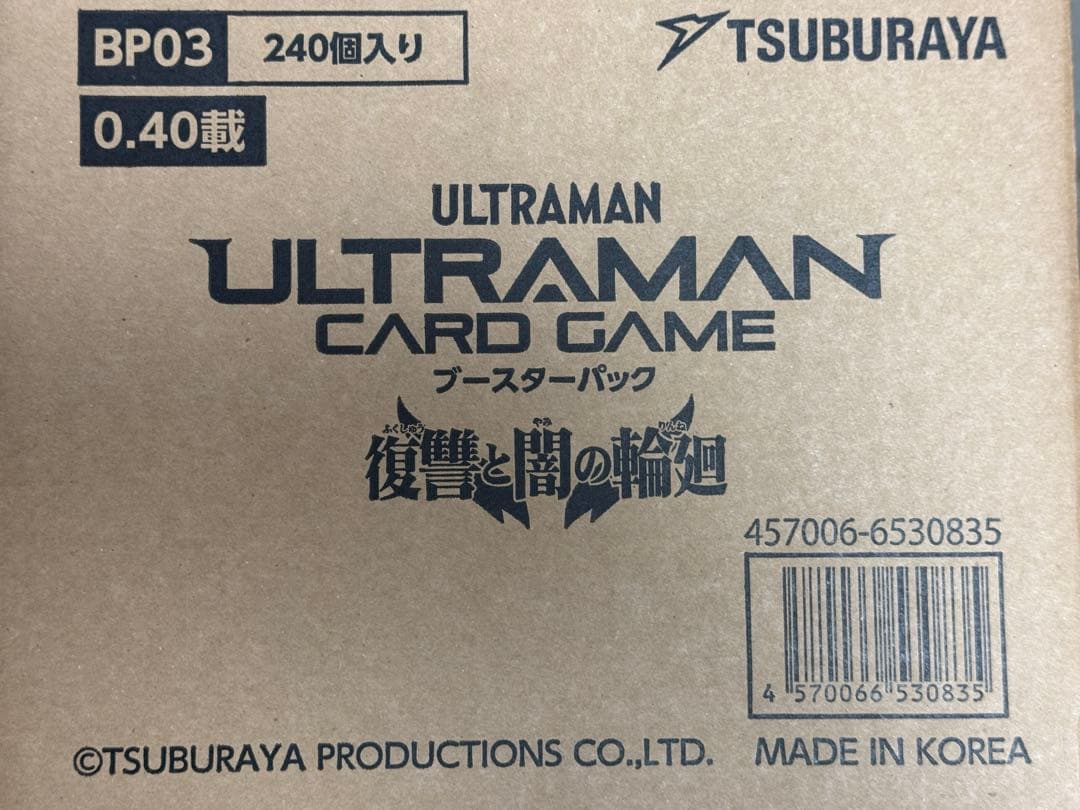 BP03 240個入り
TSUBURAYA
0.40載
ULTRAMAN
ULTRAMAN
CARD GAME
ブースターパック
ふくしゅう やみ りんね
復讐と闇の輪廻
457006-6530835
4 570066 530835
©TSUBURAYA PRODUCTIONS CO.,LTD. MADE IN KOREA